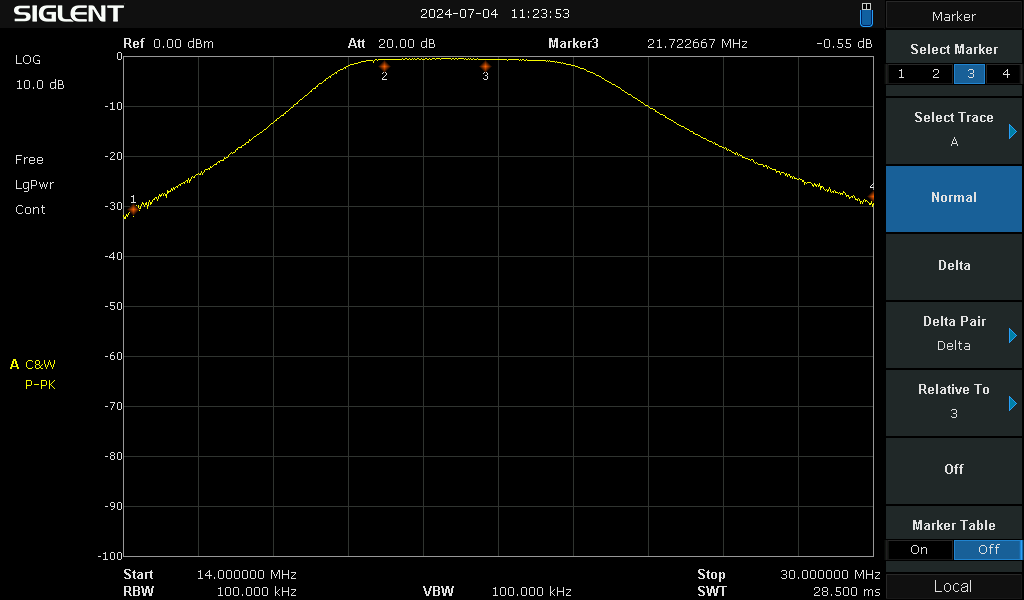 SIGLENT
2024-07-04 11:23:53
Marker
Ref 0.00 dBm Att 20.00 dB Marker3 21.722667 MHz -0.55 dB
LOG
10.0 dB
Free
LgPwr
Cont
A C&W
P-PK
0
-10
-20
-30
-40
-50
-60
-70
-80
-90
-100
1
2
3
4
Start 14.000000 MHz Stop 30.000000 MHz
RBW 100.000 kHz VBW 100.000 kHz SWT 28.500 ms
Select Marker
1 2 3 4
Select Trace
A
Normal
Delta
Delta Pair
Delta
Relative To
3
Off
Marker Table
On Off
Local